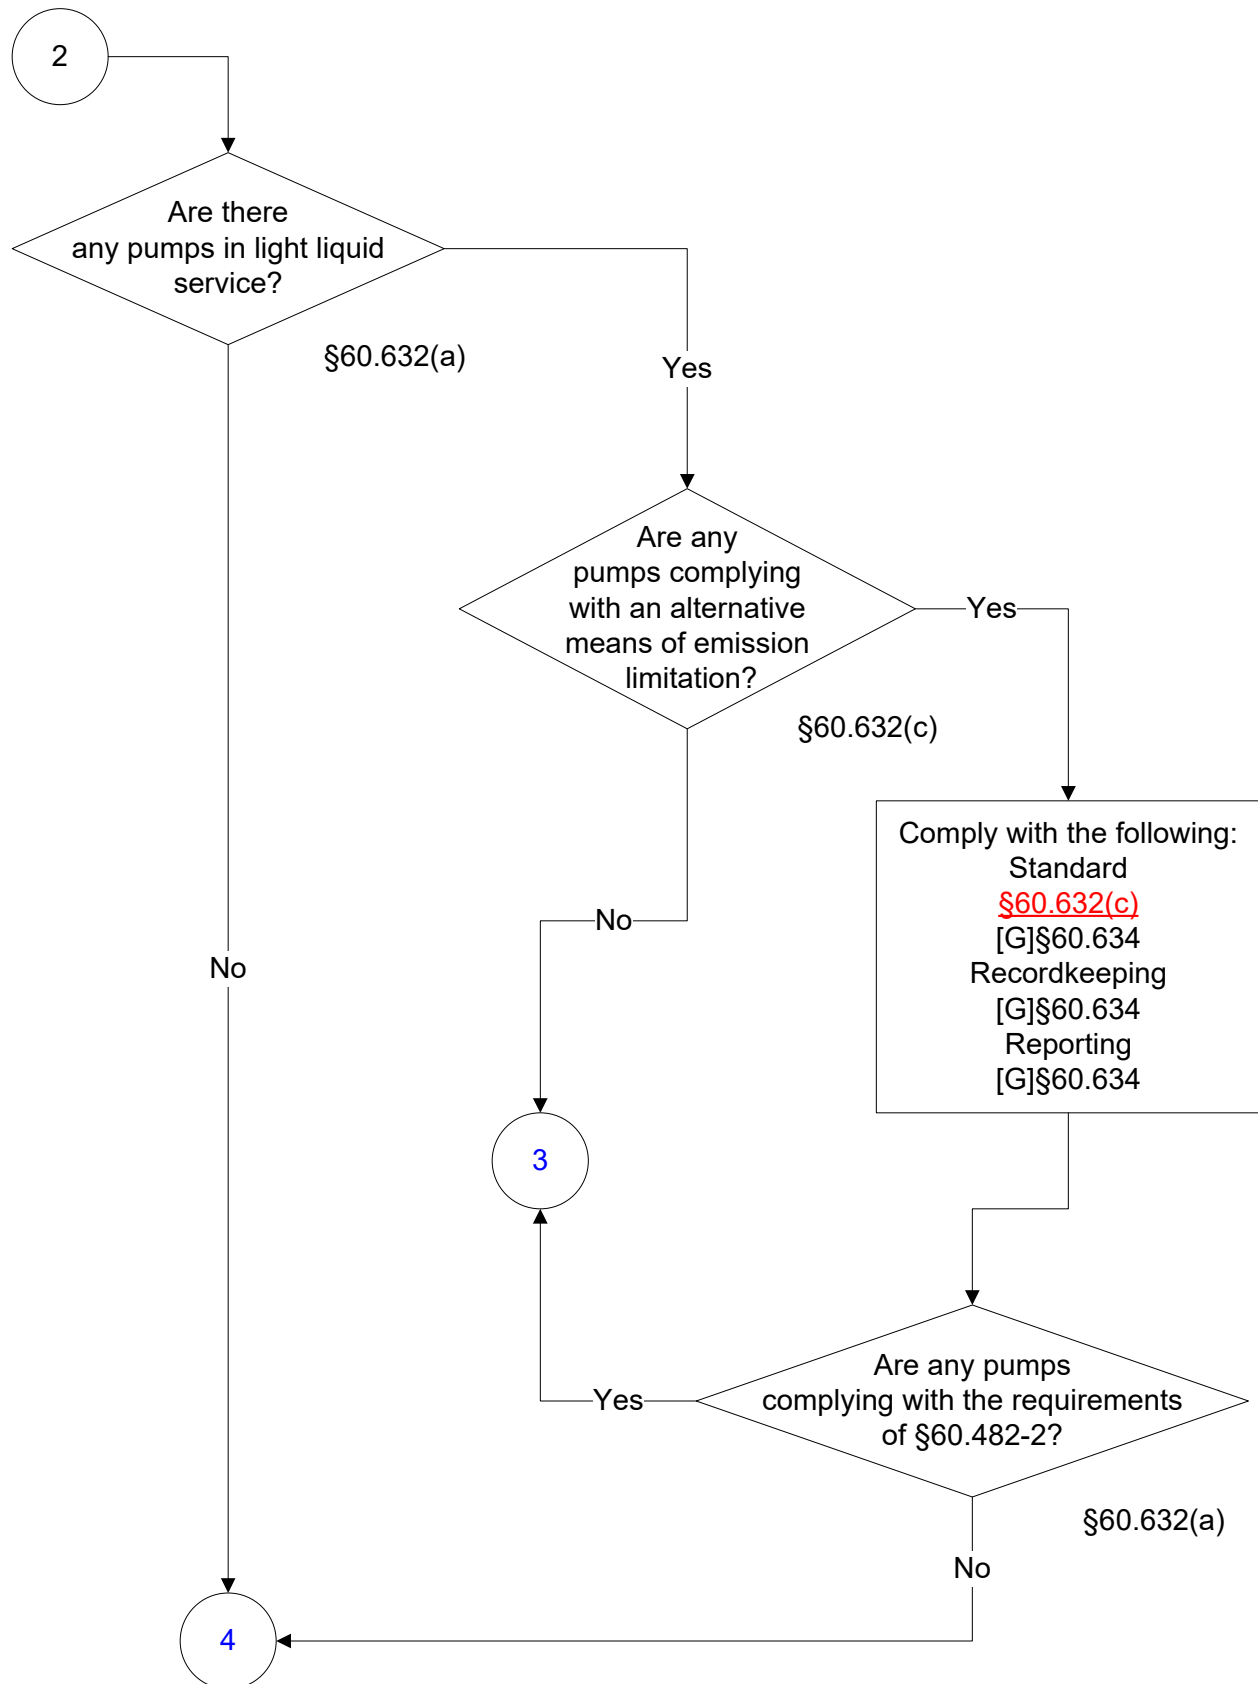 2
Are there
any pumps in light liquid
service?
§60.632(a)
Yes
Are any
pumps complying
with an alternative
means of emission
limitation?
Yes
§60.632(c)
Comply with the following:
Standard
§60.632(c)
[G]§60.634
Recordkeeping
[G]§60.634
Reporting
[G]§60.634
No
No
3
Are any pumps
complying with the requirements
of §60.482-2?
Yes
§60.632(a)
No
4